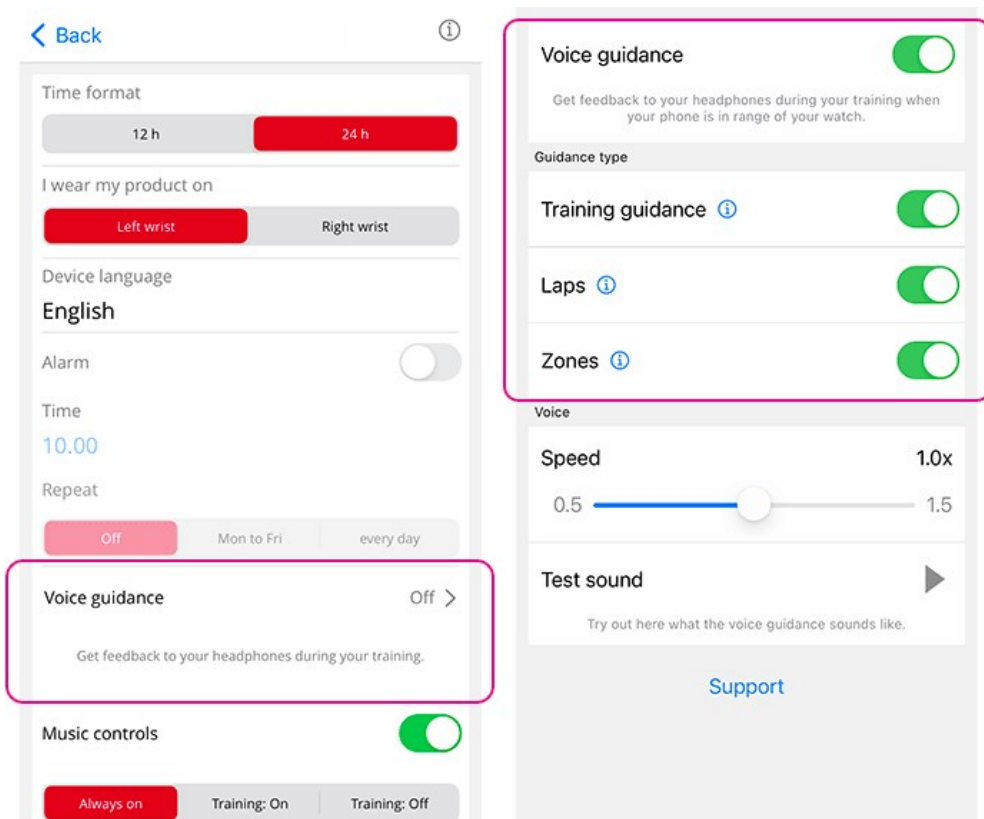 Back
Time format
12 h
24 h
I wear my product on
Left wrist
Right wrist
Device language
English
Alarm
Time
10.00
Repeat
Off
Mon to Fri
every day
Voice guidance
Off
Get feedback to your headphones during your training.
Music controls
Always on
Training: On
Training: Off
Voice guidance
Get feedback to your headphones during your training when
your phone is in range of your watch.
Guidance type
Training guidance
Laps
Zones
Voice
Speed
1.0x
0.5
1.5
Test sound
Try out here what the voice guidance sounds like.
Support